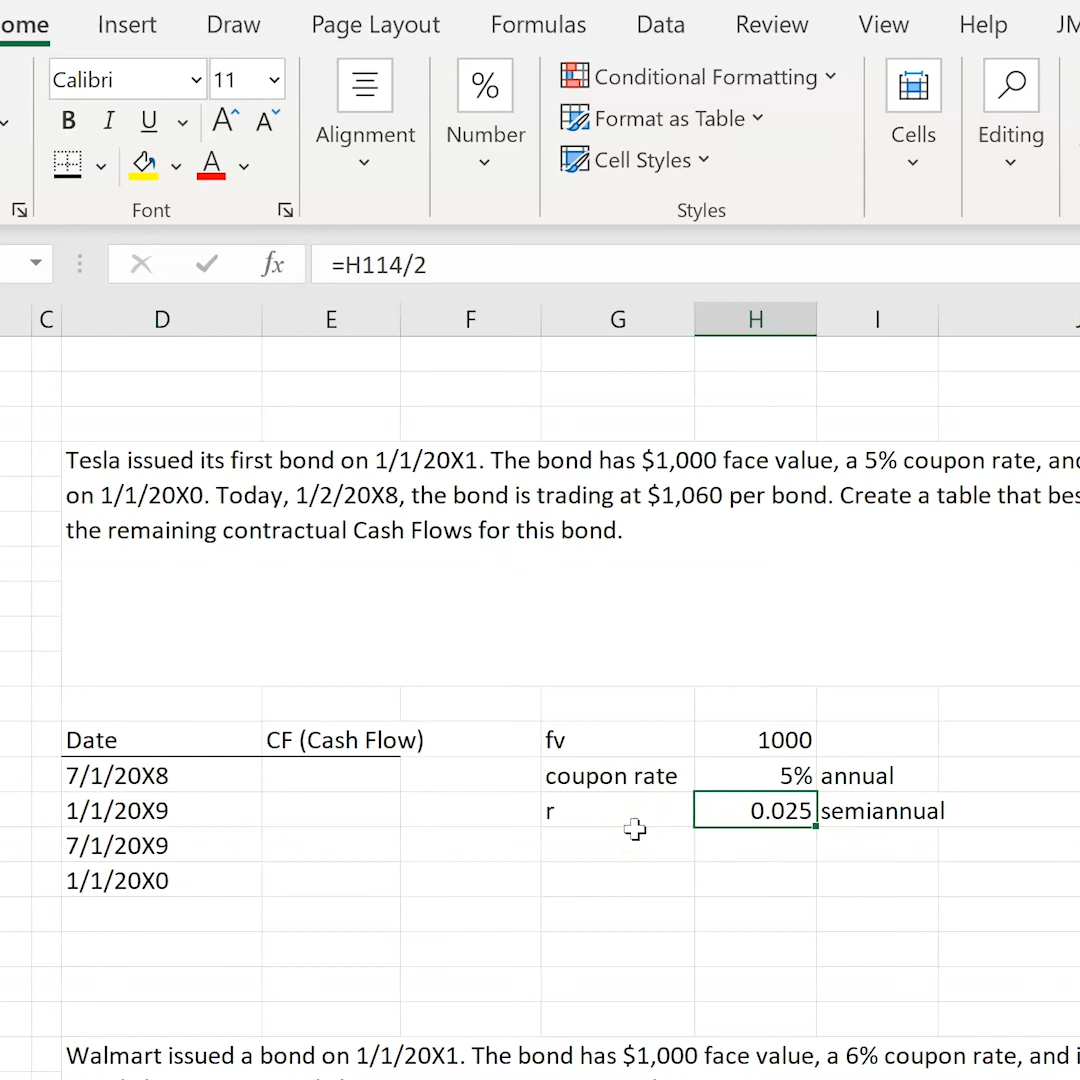 ome Insert Draw Page Layout Formulas Data Review View Help JM
Calibri 11 % Conditional Formatting
B I U A A Alignment Number Format as Table Cells Editing
A Cell Styles
Font Styles
fx =H114/2
C D E F G H I
Tesla issued its first bond on 1/1/20X1. The bond has $1,000 face value, a 5% coupon rate, and
on 1/1/20X0. Today, 1/2/20X8, the bond is trading at $1,060 per bond. Create a table that bes
the remaining contractual Cash Flows for this bond.
Date CF (Cash Flow) fv 1000
7/1/20X8 coupon rate 5% annual
1/1/20X9 r 0.025 semiannual
7/1/20X9
1/1/20X0
Walmart issued a bond on 1/1/20X1. The bond has $1,000 face value, a 6% coupon rate, and i